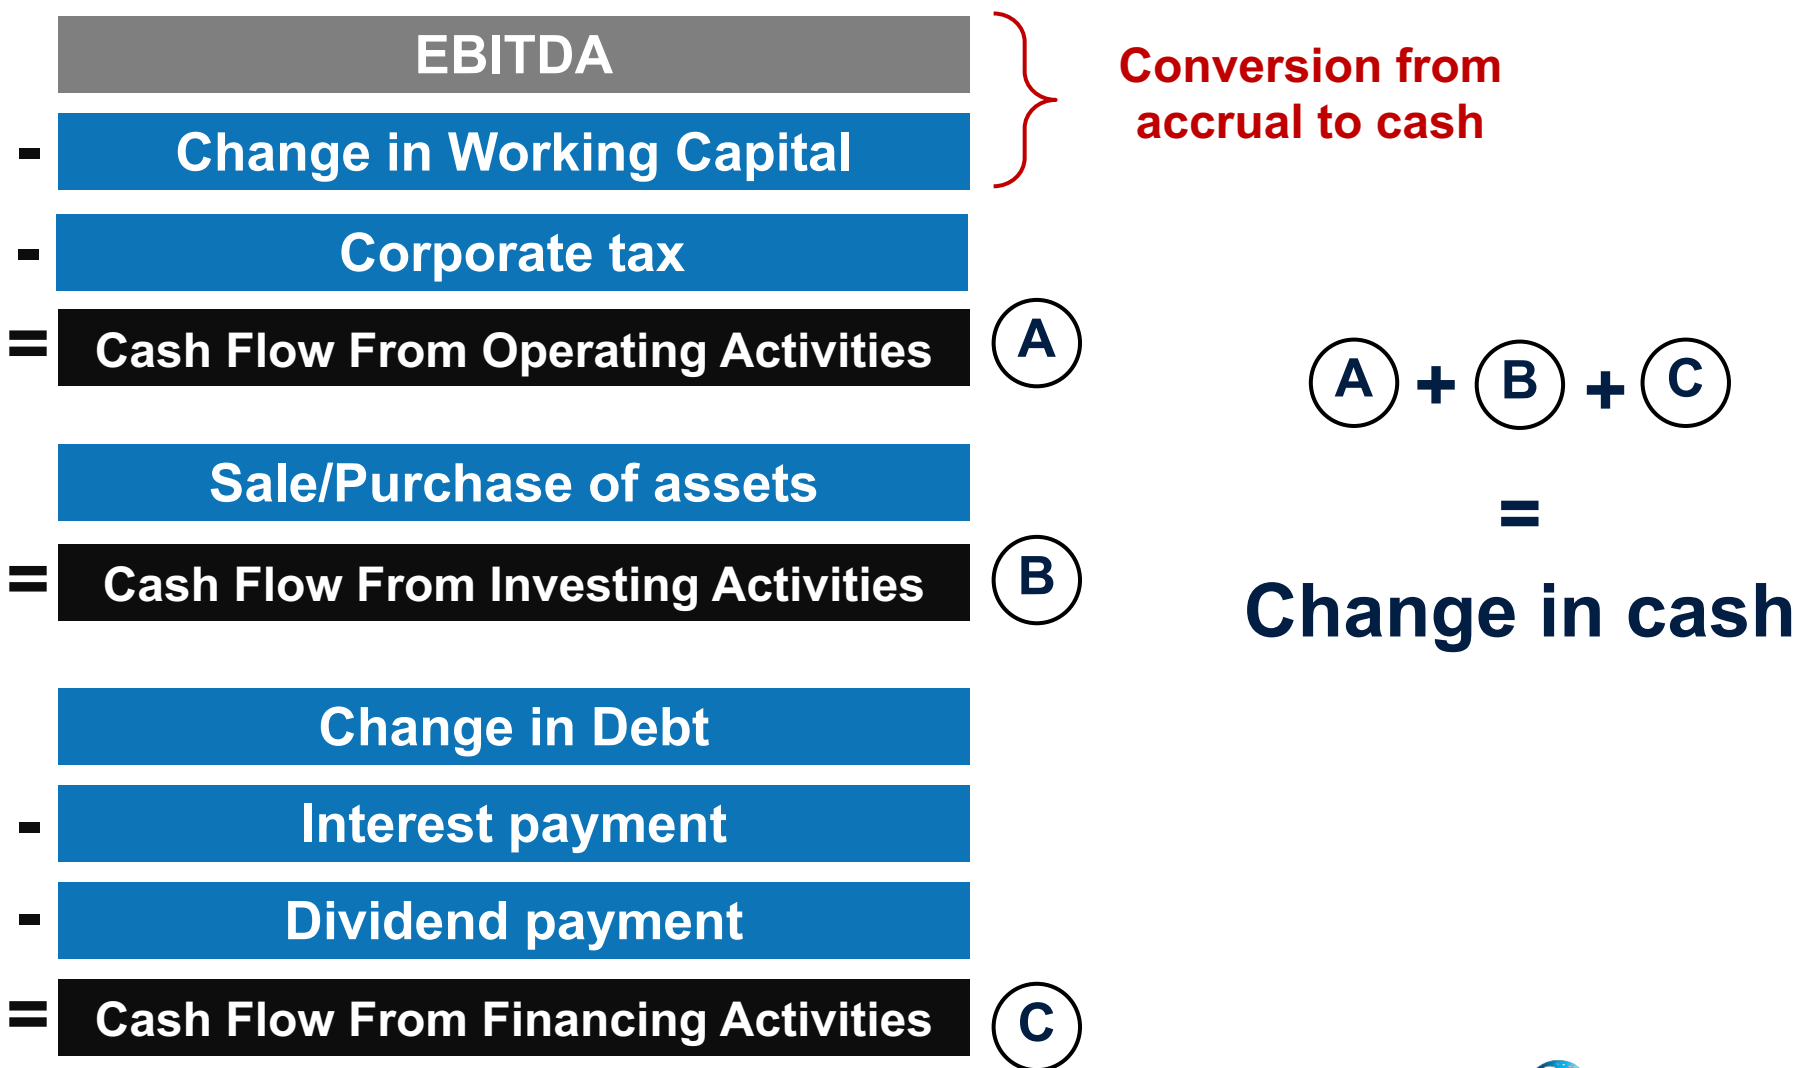 EBITDA
Conversion from
accrual to cash
- Change in Working Capital
- Corporate tax
= Cash Flow From Operating Activities A
A + B + C
Sale/Purchase of assets
=
= Cash Flow From Investing Activities B
Change in cash
Change in Debt
- Interest payment
- Dividend payment
= Cash Flow From Financing Activities C